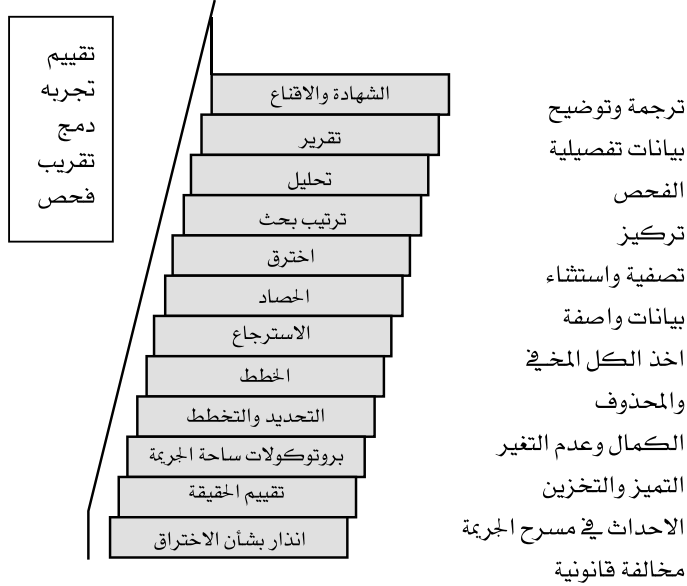 تقييم
تجربه
دمج
تقريب
فحص
الشهادة والاقناع
تقرير
تحليل
ترتيب بحث
اخترق
الحصاد
الاسترجاع
الخطط
التحديد والتخطط
بروتوكولات ساحة الجريمة
تقييم الحقيقة
انذار بشأن الاختراق
ترجمة وتوضيح
بيانات تفصيلية
الفحص
تركيز
تصفية واستثناء
بيانات واصفة
اخذ الكل المخفي
والمحذوف
الكمال وعدم التغير
التميز والتخزين
الاحداث في مسرح الجريمة
مخالفة قانونية